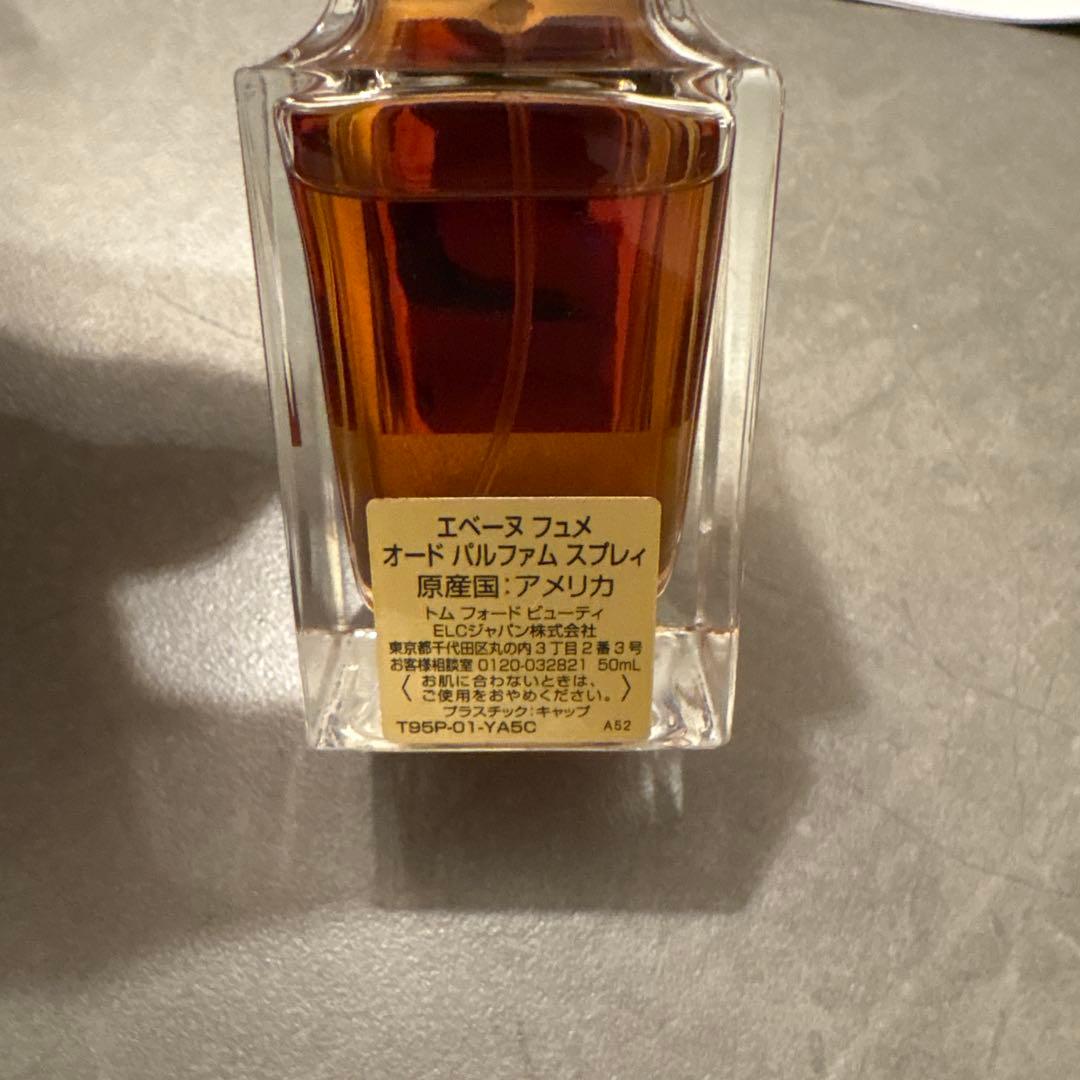 エベーヌ フュメ
オード パルファム スプレィ
原産国:アメリカ
トム フォード ビューティ
ELCジャパン株式会社
東京都千代田区丸の内3丁目2番3号
お客様相談室 0120-032821 50mL
〈お肌に合わないときは、
ご使用をおやめください。〉
プラスチック:キャップ
T95P-01-YA5C A52